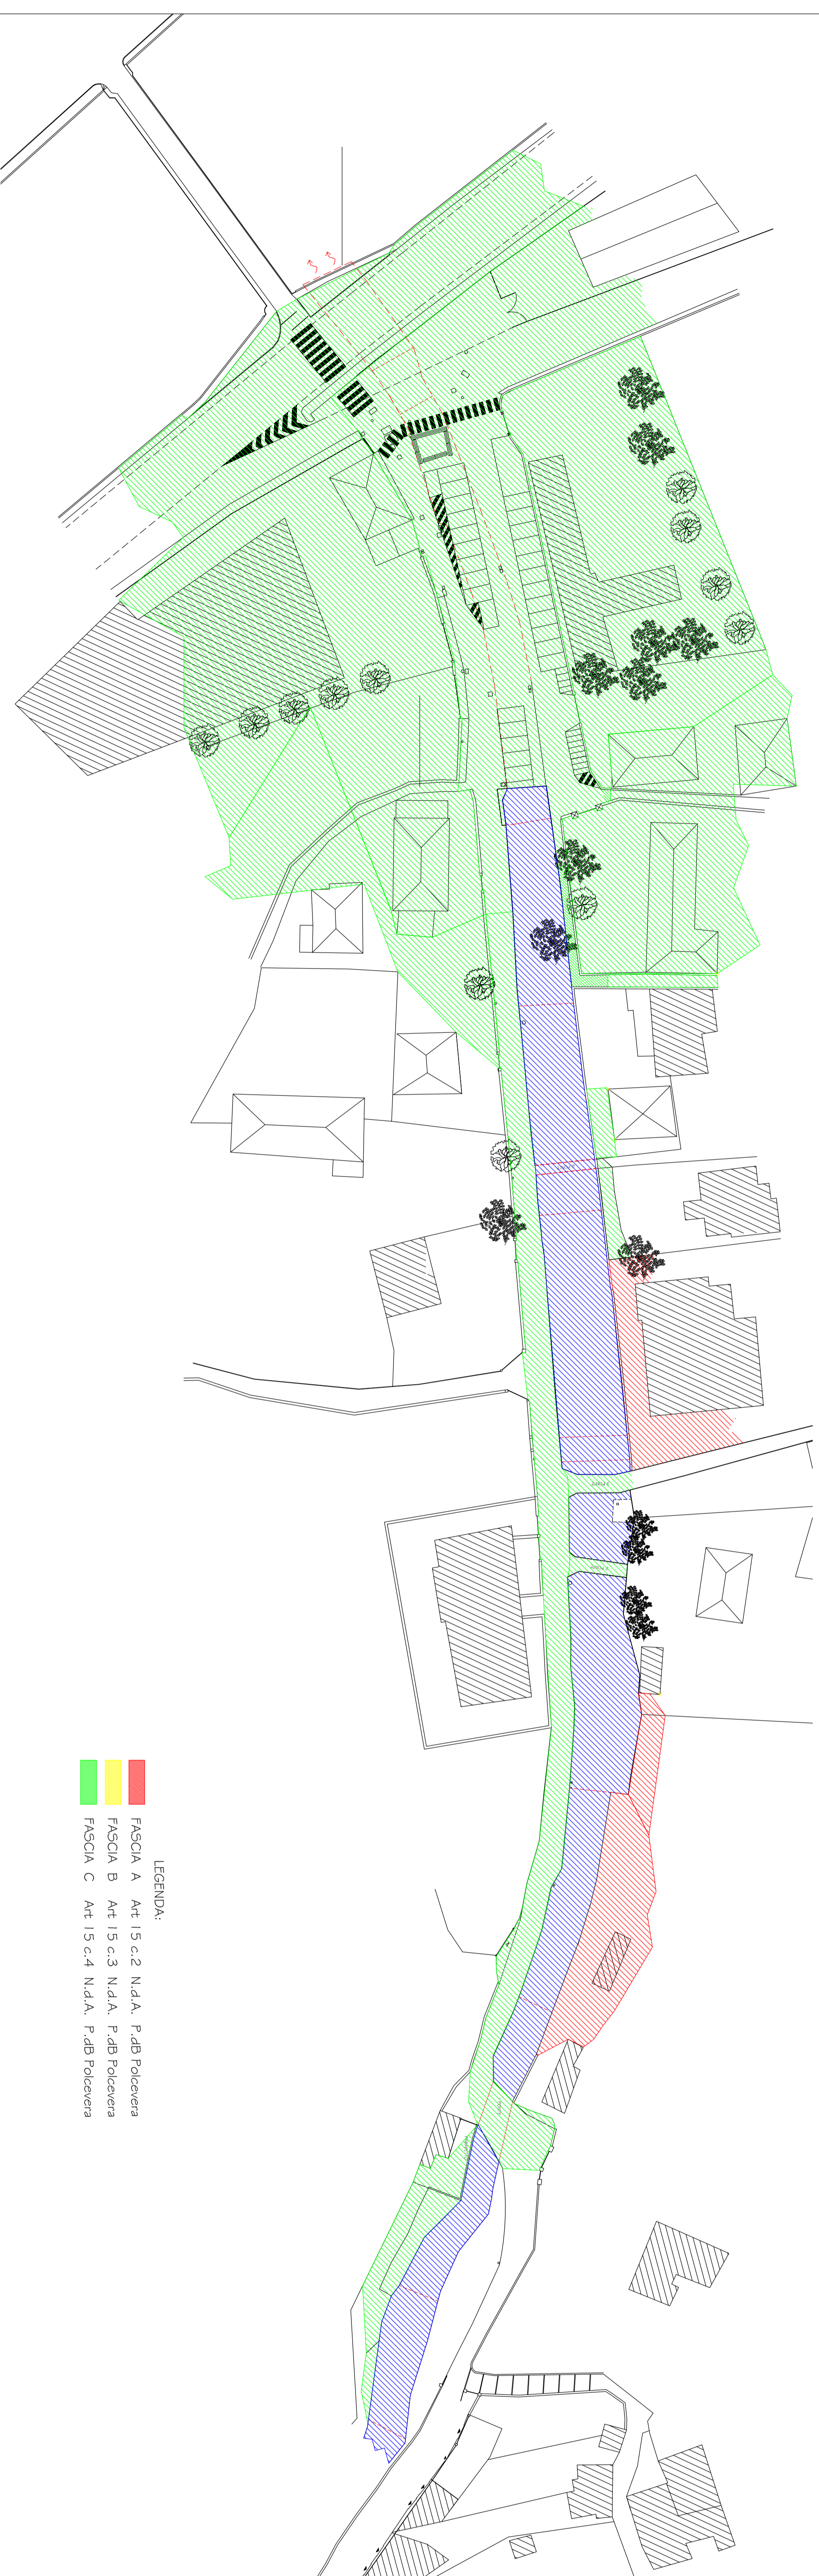 LEGENDA:
FASCIA A Art 15 c.2 N.d.A. P.dB Polcevera
FASCIA B Art 15 c.3 N.d.A. P.dB Polcevera
FASCIA C Art 15 c.4 N.d.A. P.dB Polcevera